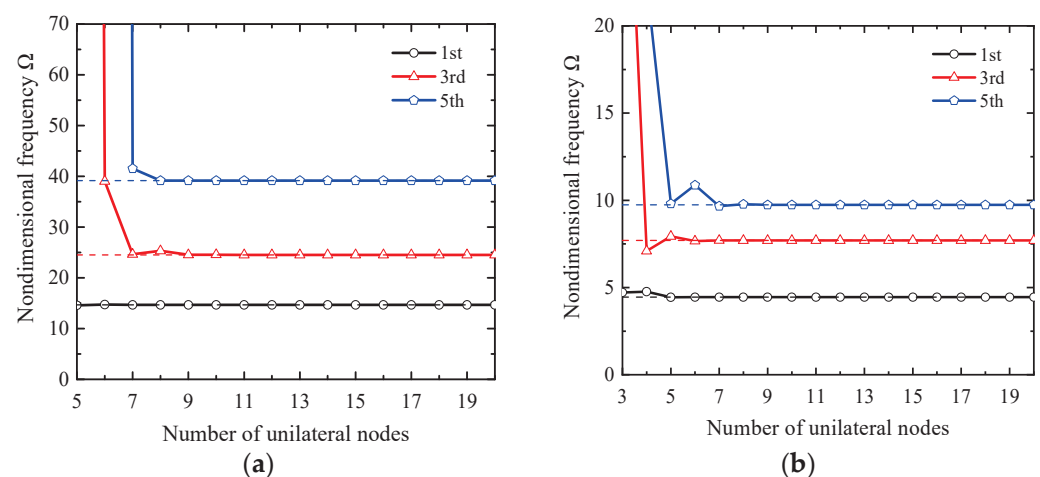 70
60
50
40
30
20
10
0
5 7 9 11 13 15 17 19
Nondimensional frequency Ω
Number of unilateral nodes
1st
3rd
5th
(a)
20
15
10
5
0
3 5 7 9 11 13 15 17 19
Nondimensional frequency Ω
Number of unilateral nodes
1st
3rd
5th
(b)